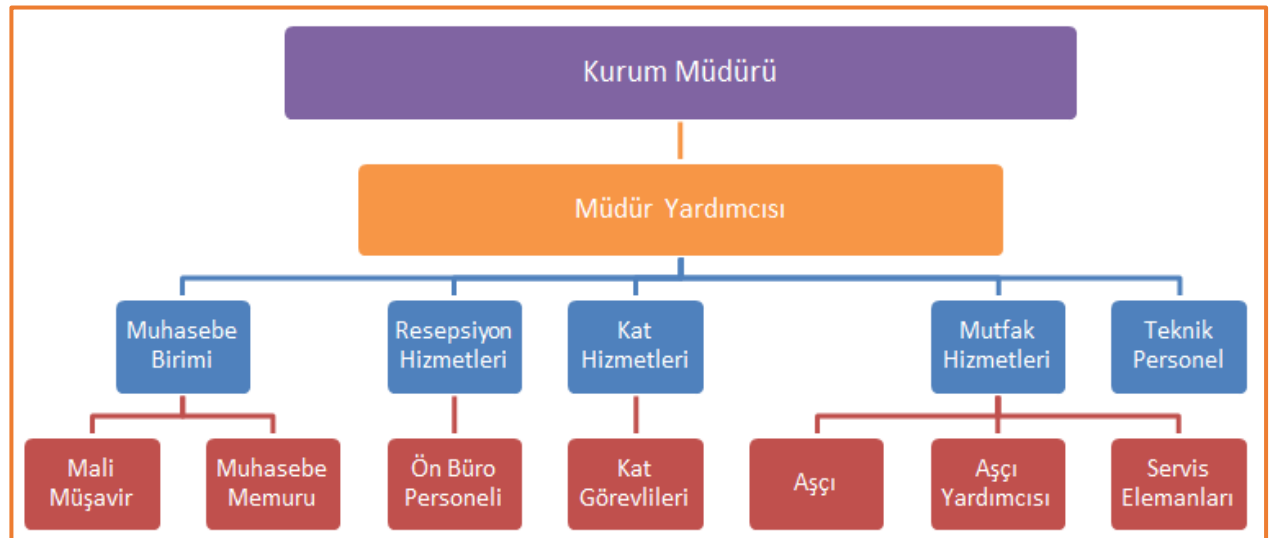 Kurum Müdürü
Müdür Yardımcısı
Muhasebe
Birimi
Resepsiyon
Hizmetleri
Kat
Hizmetleri
Mutfak
Hizmetleri
Teknik
Personel
Mali
Müşavir
Muhasebe
Memuru
Ön Büro
Personeli
Kat
Görevlileri
Aşçı
Aşçı
Yardımcısı
Servis
Elemanları